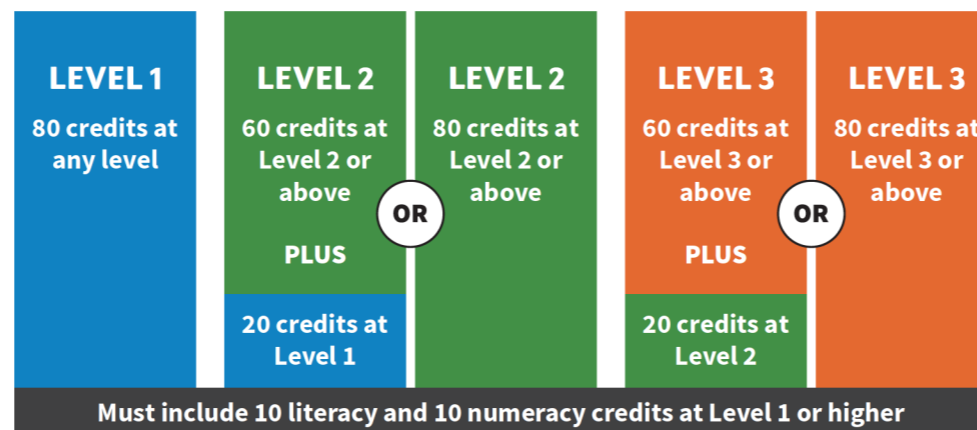 LEVEL 1
80 credits at
any level
LEVEL 2
60 credits at
Level 2 or
above
PLUS
20 credits at
Level 1
OR
LEVEL 2
80 credits at
Level 2 or
above
LEVEL 3
60 credits at
Level 3 or
above
PLUS
20 credits at
Level 2
OR
LEVEL 3
80 credits at
Level 3 or
above
Must include 10 literacy and 10 numeracy credits at Level 1 or higher